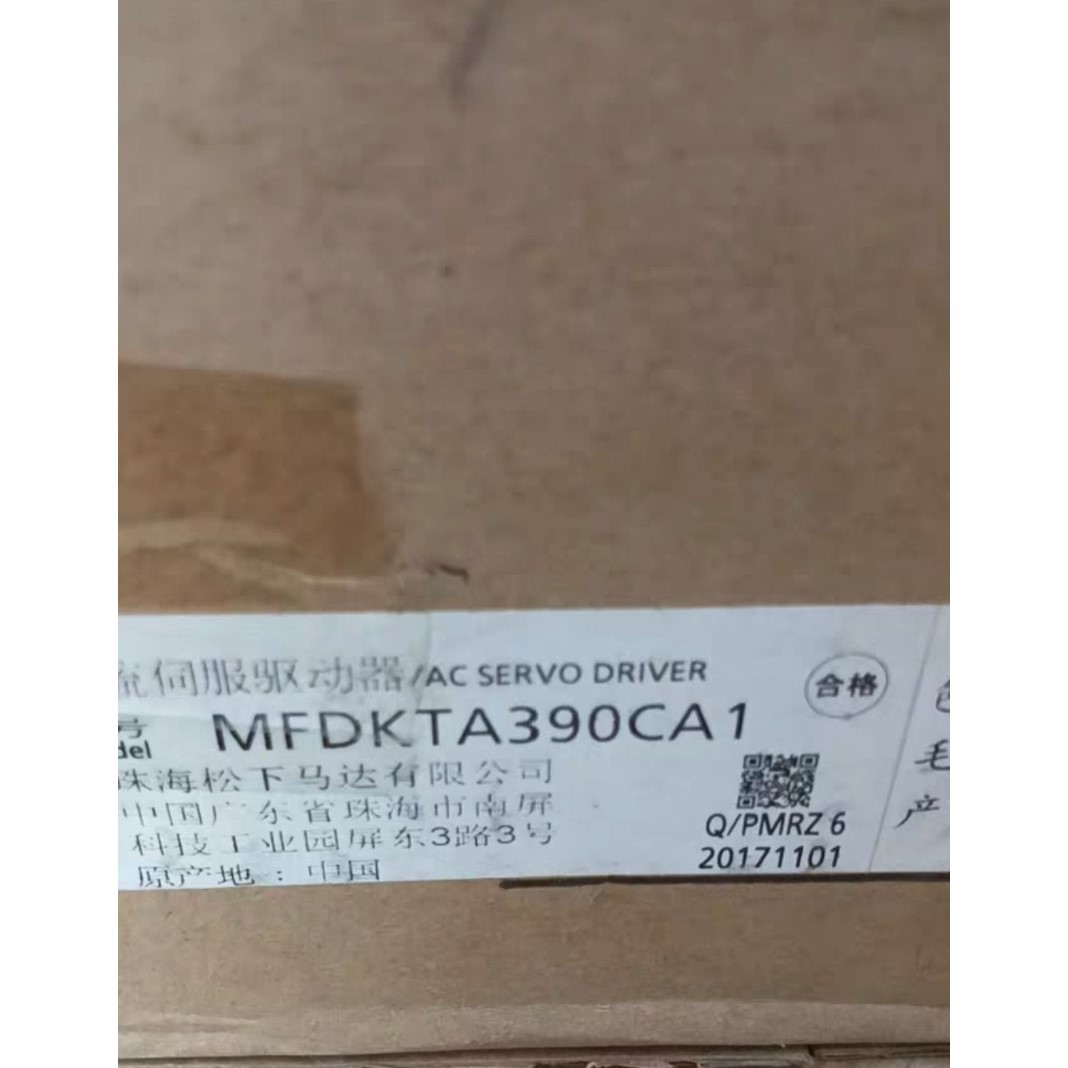 流伺服驱动器/AC SERVO DRIVER
合格
号 MFDKTA390CA1
del
珠海松下马达有限公司
中国广东省珠海市南屏
科技工业园屏东3路3号
原产地:中国
Q/PMRZ 6
20171101
毛
产